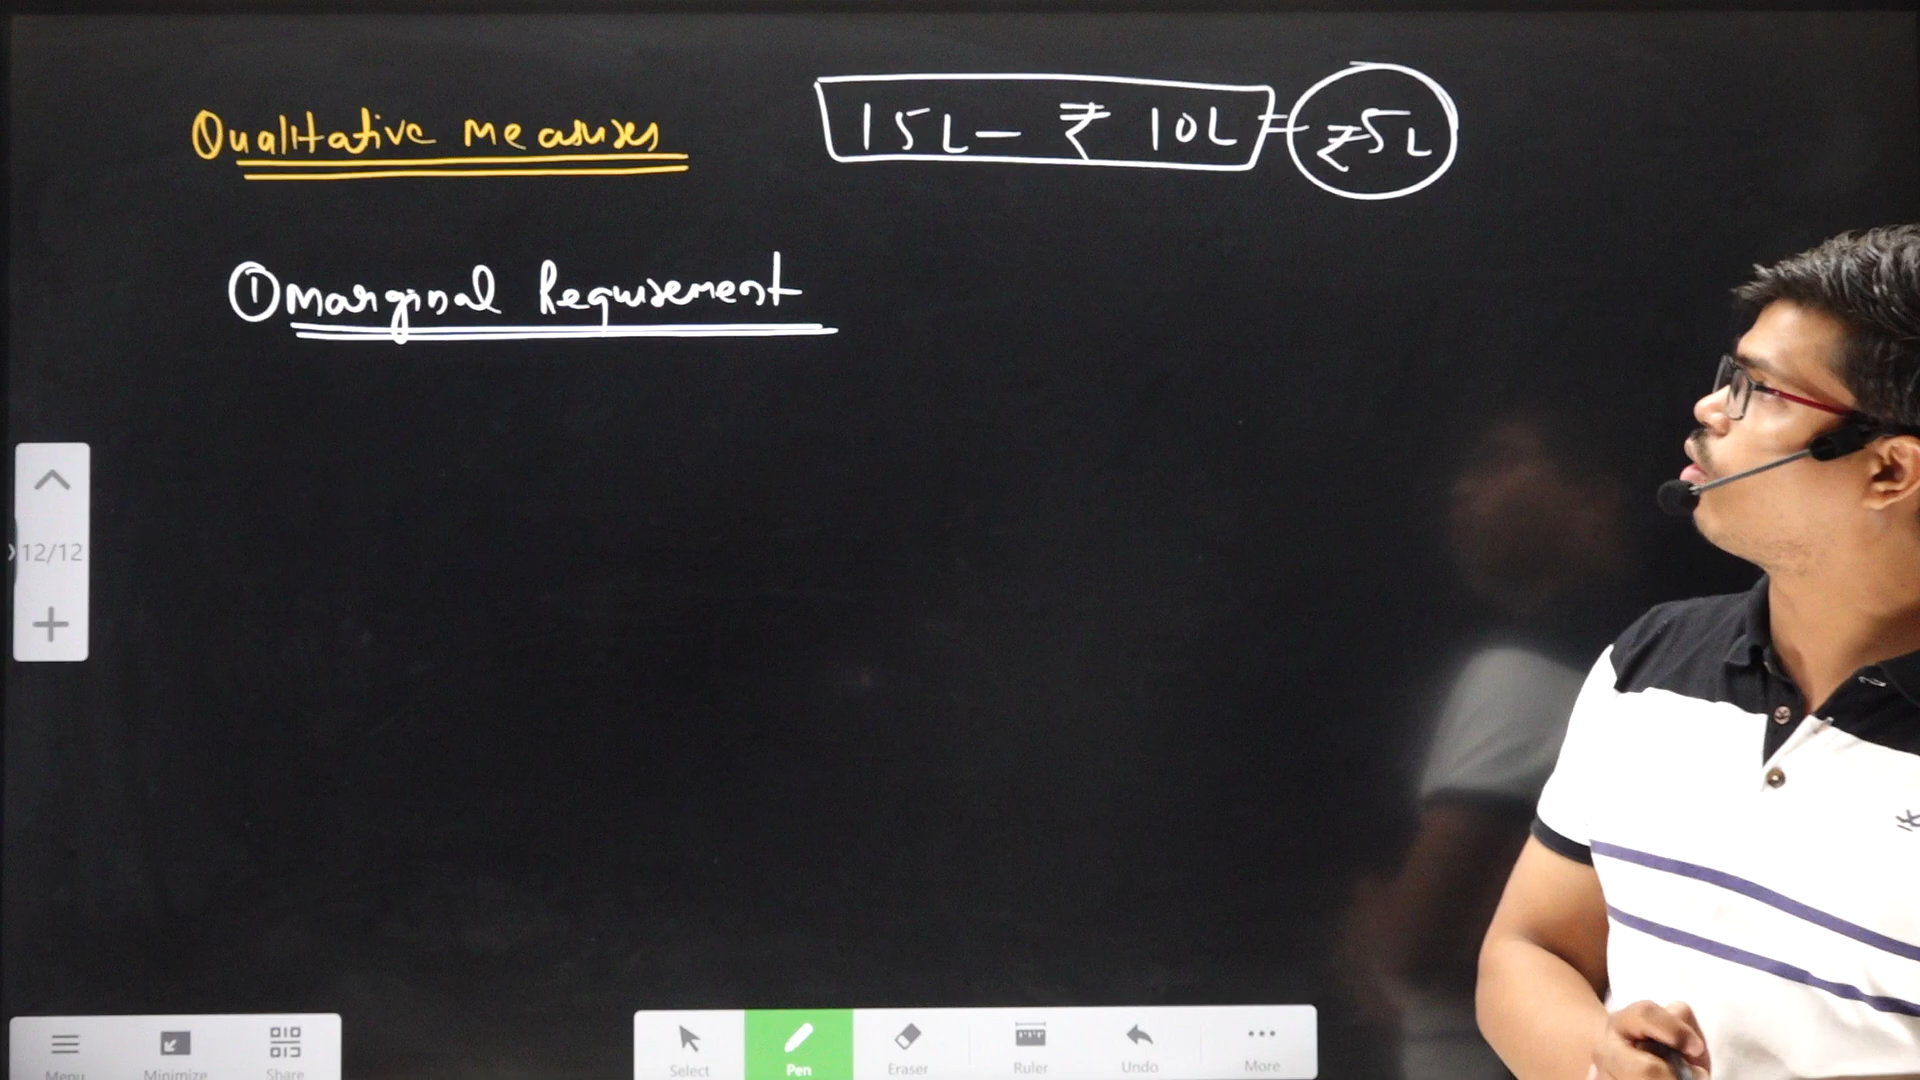 Qualitative Measures
15L - ₹ 10L = ₹5L
① Marginal Requirement
12/12
Menu Minimize Share
Select Pen Eraser Ruler Undo More